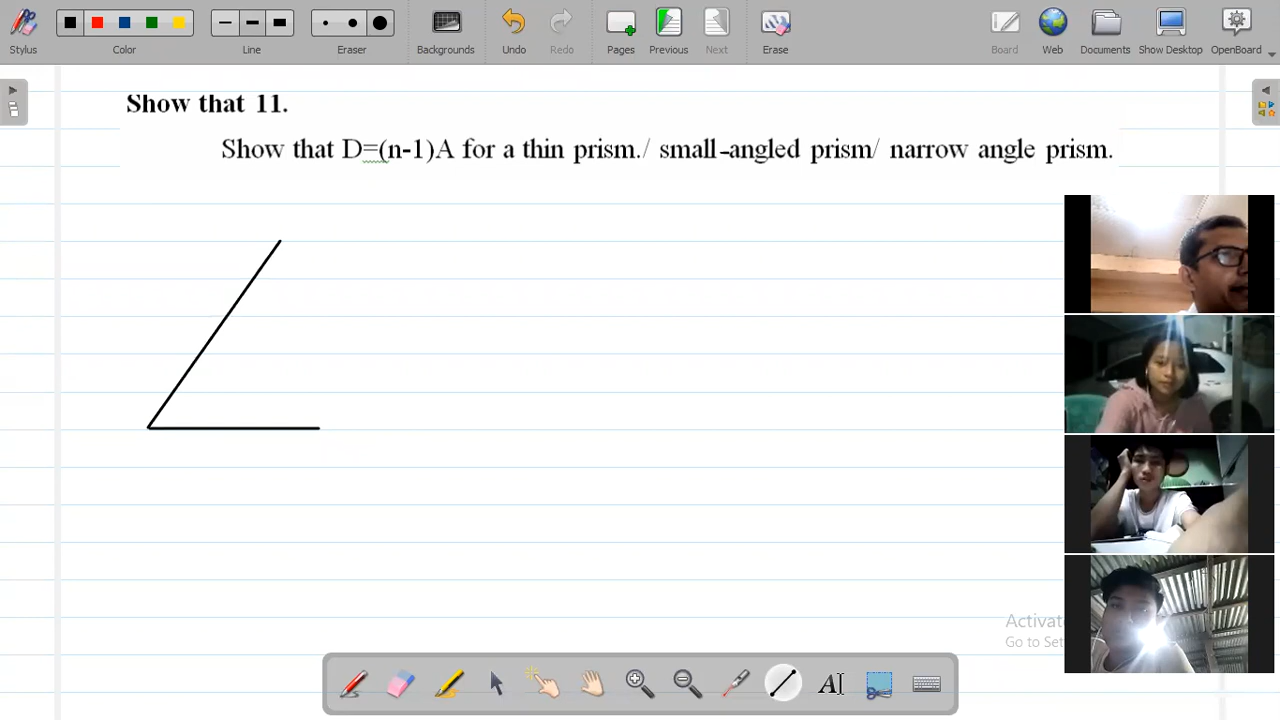 Stylus Color Line Eraser Backgrounds Undo Redo Pages Previous Next Erase Board Web Documents Show Desktop OpenBoard
Show that 11.
Show that D=(n-1)A for a thin prism./ small-angled prism/ narrow angle prism.
Activat
Go to Set
AI